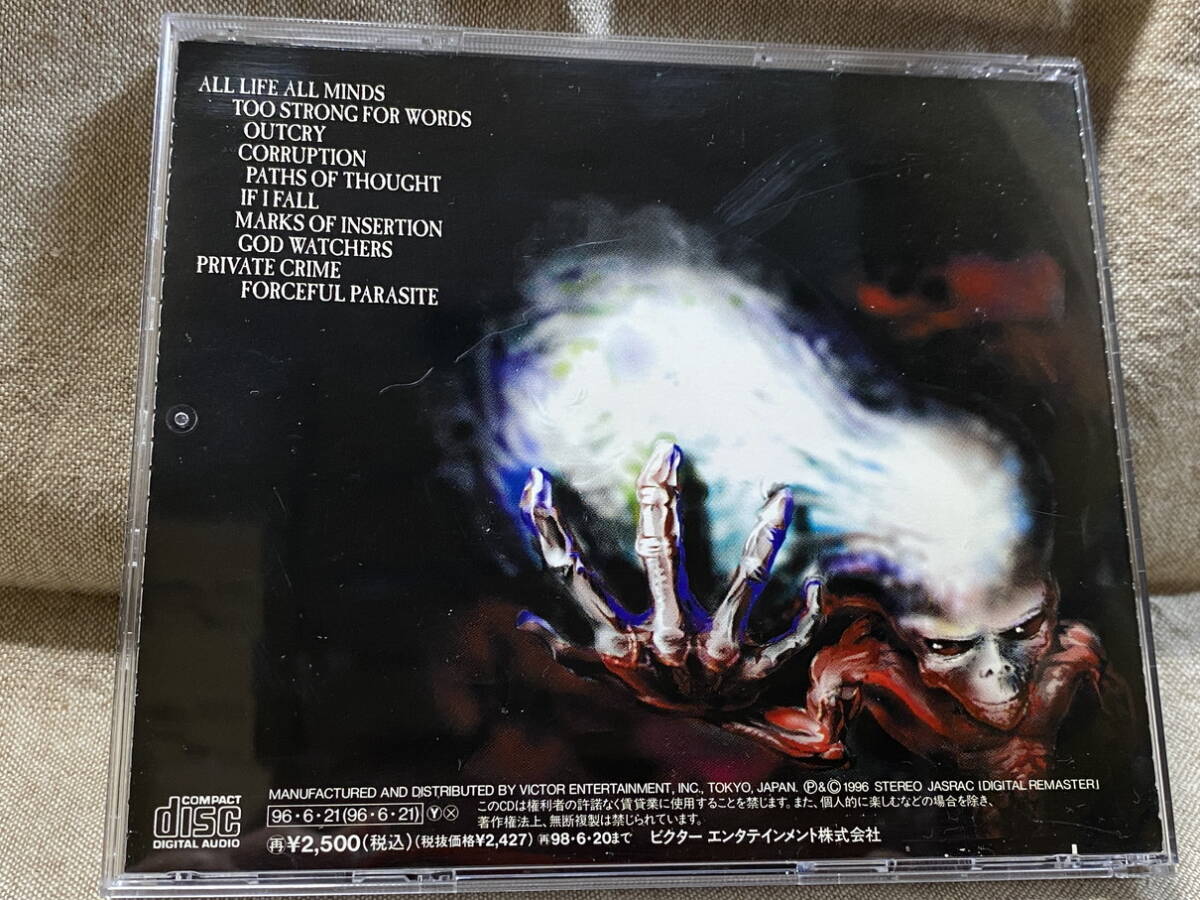 ALL LIFE ALL MINDS
TOO STRONG FOR WORDS
OUTCRY
CORRUPTION
PATHS OF THOUGHT
IF I FALL
MARKS OF INSERTION
GOD WATCHERS
PRIVATE CRIME
FORCEFUL PARASITE
COMPACT
disc
DIGITAL AUDIO
MANUFACTURED AND DISTRIBUTED BY VICTOR ENTERTAINMENT, INC., TOKYO, JAPAN. Ⓟ&Ⓒ1996 STEREO JASRAC [DIGITAL REMASTER]
96・6・21(96・6・21) Ⓨ Ⓧ このCDは権利者の許諾なく賃貸業に使用することを禁じます。また、個人的に楽しむなどの場合を除き、
著作権法上、無断複製は禁じられています。
㊢¥2,500(税込)(税抜価格¥2,427) 再98・6・20まで ビクター エンタテインメント株式会社